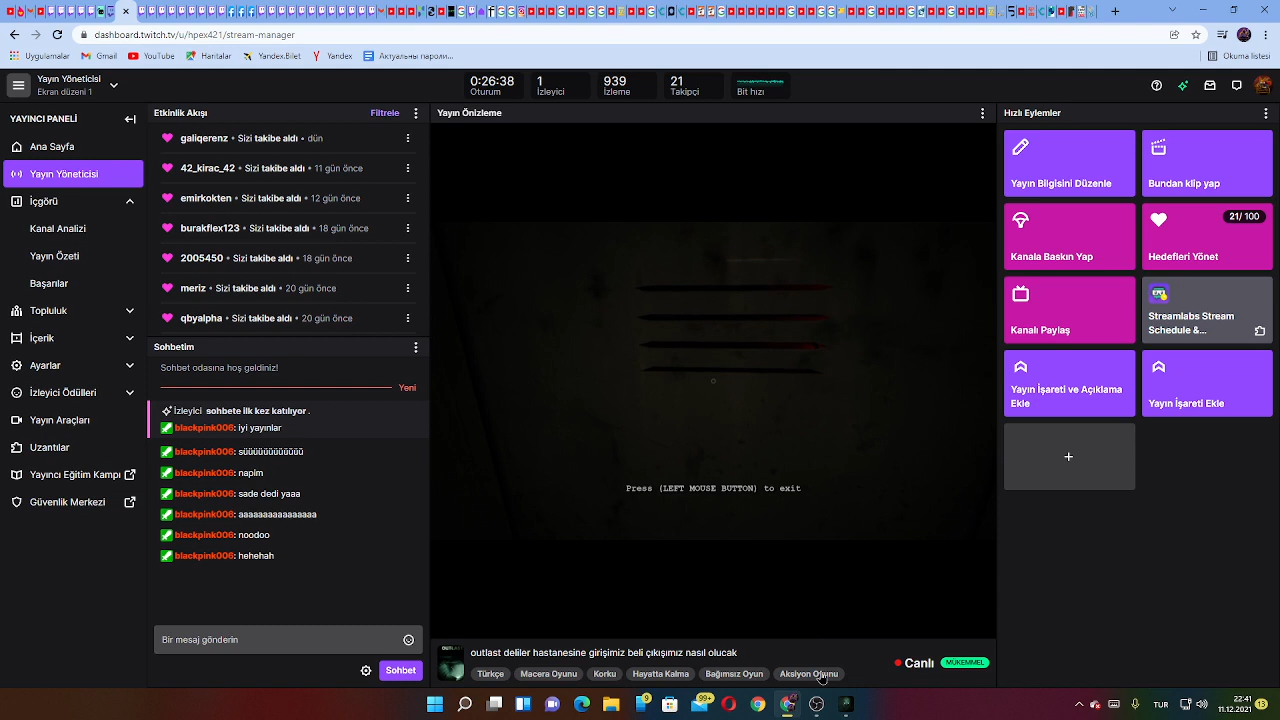 dashboard.twitch.tv/u/hpex421/stream-manager
Uygulamalar
Gmail
YouTube
Haritalar
Yandex.Bilet
Yandex
Okuma listesi
Yayın Yöneticisi
Ekran düzeni 1
0:26:38
Oturum
1
İzleyici
939
İzleme
21
Takipçi
Bit hızı
YAYINCI PANELİ
Ana Sayfa
Yayın Yöneticisi
İçgörü
Kanal Analizi
Yayın Özeti
Başarılar
Topluluk
İçerik
Ayarlar
İzleyici Ödülleri
Yayın Araçları
Uzantılar
Yayıncı Eğitim Kampı
Güvenlik Merkezi
Etkinlik Akışı
Filtrele
galiqerenz • Sizi takibe aldı • dün
42_kirac_42 • Sizi takibe aldı • 11 gün önce
emirkokten • Sizi takibe aldı • 12 gün önce
burakflex123 • Sizi takibe aldı • 18 gün önce
2005450 • Sizi takibe aldı • 18 gün önce
meriz • Sizi takibe aldı • 20 gün önce
qbyalpha • Sizi takibe aldı • 20 gün önce
Sohbetim
Sohbet odasına hoş geldiniz!
Yeni
İzleyici sohbete ilk kez katılıyor .
blackpink006: iyi yayınlar
blackpink006: süüüüüüüüüüü
blackpink006: napim
blackpink006: sade dedi yaaa
blackpink006: aaaaaaaaaaaaaaaa
blackpink006: noodoo
blackpink006: hehehah
Bir mesaj gönderin
Sohbet
Yayın Önizleme
Press (LEFT MOUSE BUTTON) to exit
OUTLAST
outlast deliler hastanesine girişimiz beli çıkışımız nasıl olucak
Türkçe
Macera Oyunu
Korku
Hayatta Kalma
Bağımsız Oyun
Aksiyon Oyunu
Canlı
MÜKEMMEL
Hızlı Eylemler
Yayın Bilgisini Düzenle
Bundan klip yap
Kanala Baskın Yap
21/ 100
Hedefleri Yönet
Kanalı Paylaş
Streamlabs Stream
Schedule &...
Yayın İşareti ve Açıklama
Ekle
Yayın İşareti Ekle
9
99+
TUR
18:25
11.12.2021
13